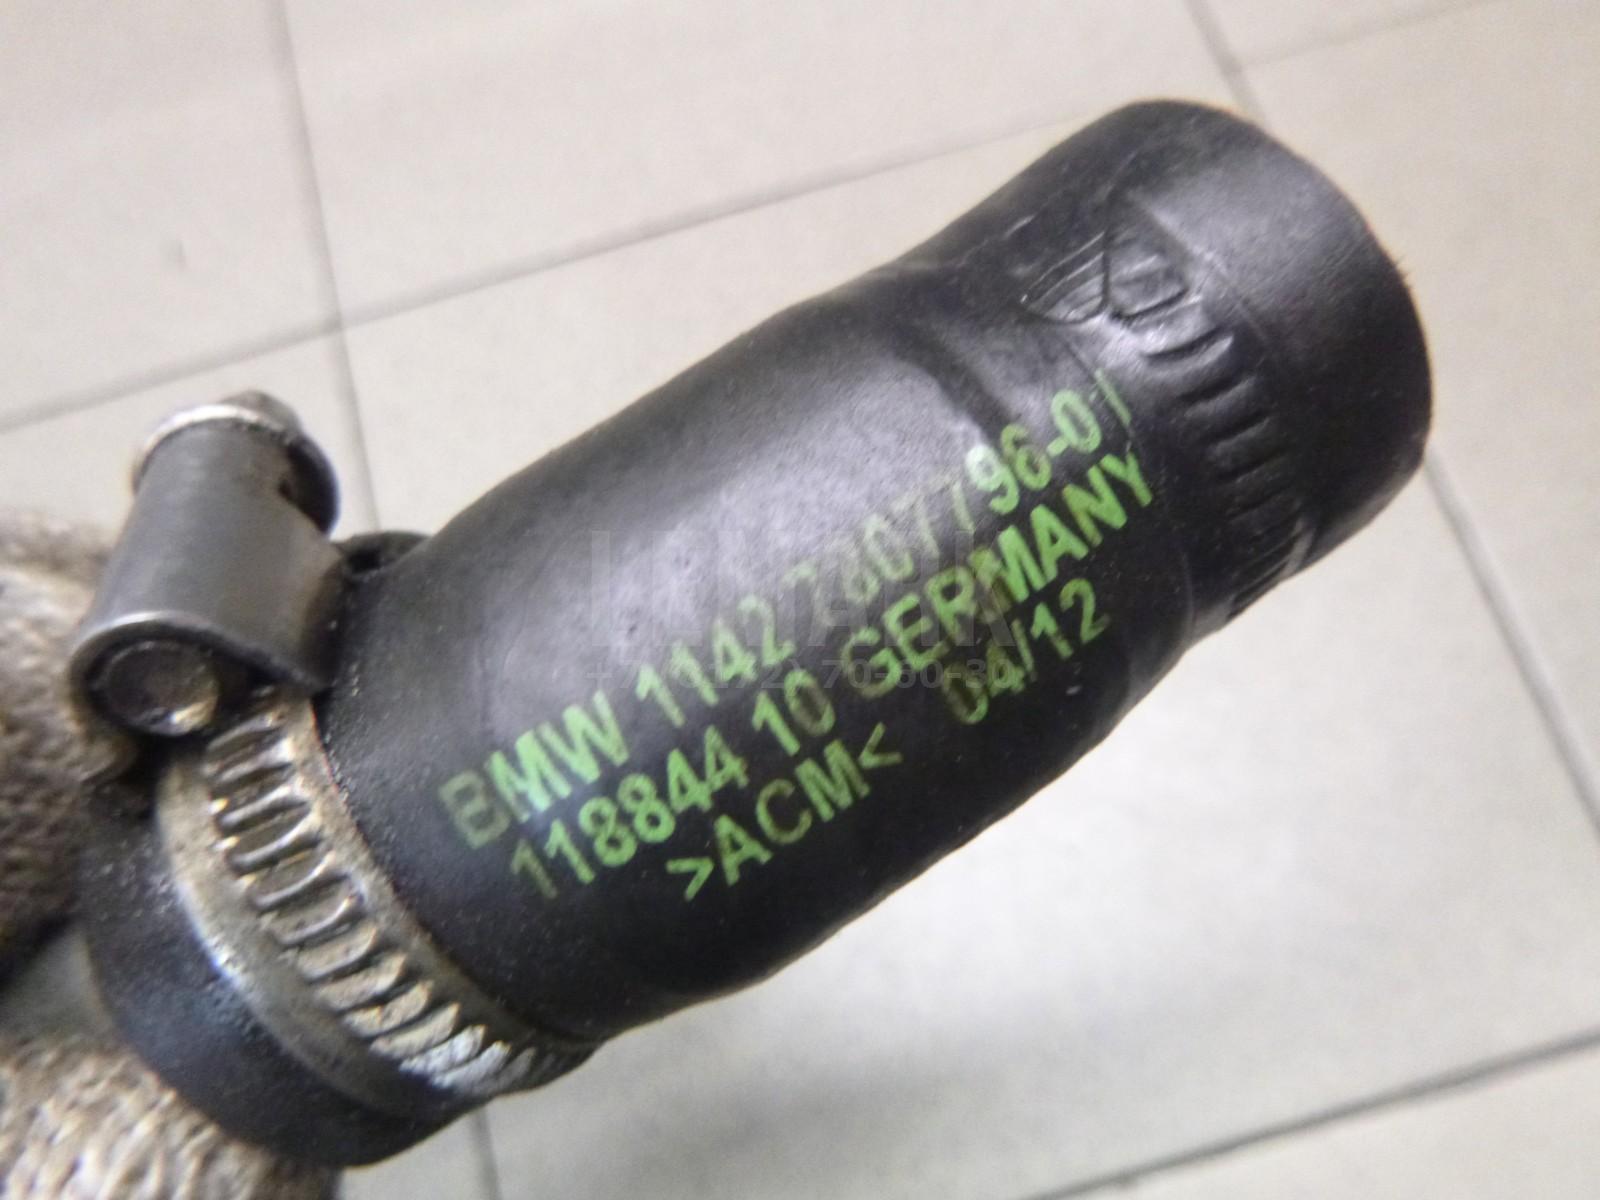 BMW 1142 7807796-01
118844 10 GERMANY
>ACM< 04/12